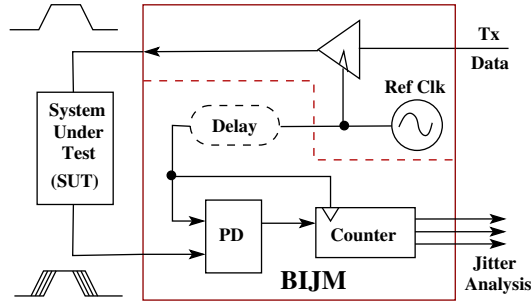 Tx
Data
Ref Clk
System
Under
Test
(SUT)
Delay
PD
Counter
BIJM
Jitter
Analysis